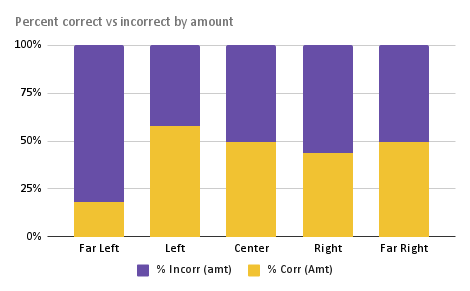 Percent correct vs incorrect by amount
100%
75%
50%
25%
0%
Far Left Left Center Right Far Right
% Incorr (amt) % Corr (Amt)